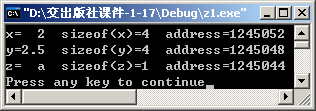 "D:\交出版社课件-1-17\Debug\z1.exe"
x=  2  sizeof(x)=4  address=1245052
y=2.5  sizeof(y)=4  address=1245048
z=  a  sizeof(z)=1  address=1245044
Press any key to continue_